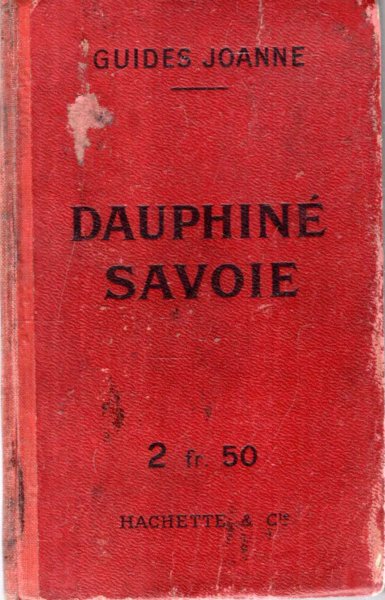 GUIDES JOANNE
DAUPHINÉ
SAVOIE
2 fr. 50
HACHETTE & Cie